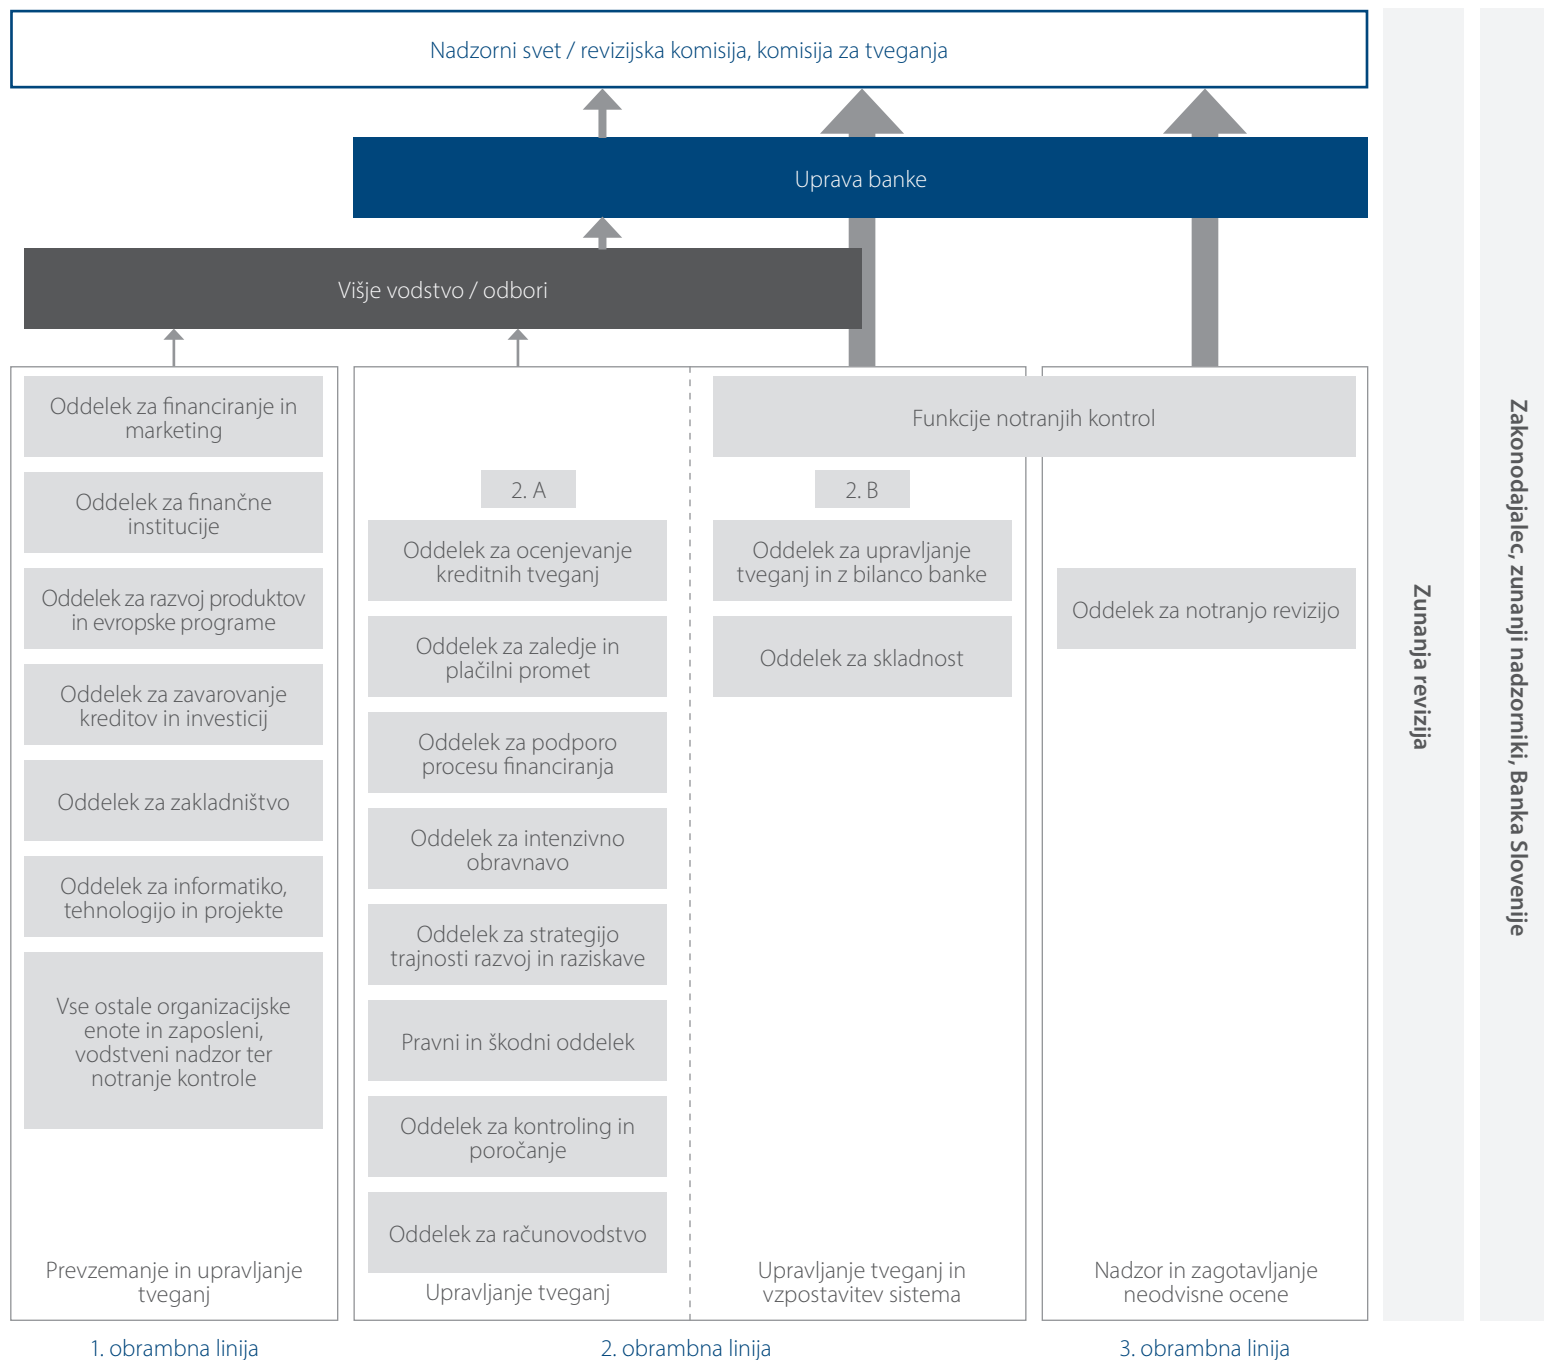 Nadzorni svet / revizijska komisija, komisija za tveganja
Uprava banke
Višje vodstvo / odbori
Oddelek za financiranje in
marketing
Oddelek za finančne
institucije
Oddelek za razvoj produktov
in evropske programe
Oddelek za zavarovanje
kreditov in investicij
Oddelek za zakladništvo
Oddelek za informatiko,
tehnologijo in projekte
Vse ostale organizacijske
enote in zaposleni,
vodstveni nadzor ter
notranje kontrole
Prevzemanje in upravljanje
tveganj
1. obrambna linija
2. A
Oddelek za ocenjevanje
kreditnih tveganj
Oddelek za zaledje in
plačilni promet
Oddelek za podporo
procesu financiranja
Oddelek za intenzivno
obravnavo
Oddelek za strategijo
trajnosti razvoj in raziskave
Pravni in škodni oddelek
Oddelek za kontroling in
poročanje
Oddelek za računovodstvo
Upravljanje tveganj
Funkcije notranjih kontrol
2. B
Oddelek za upravljanje
tveganj in z bilanco banke
Oddelek za skladnost
Upravljanje tveganj in
vzpostavitev sistema
2. obrambna linija
Oddelek za notranjo revizijo
Nadzor in zagotavljanje
neodvisne ocene
3. obrambna linija
Zunanja revizija
Zakonodajalec, zunanji nadzorniki, Banka Slovenije